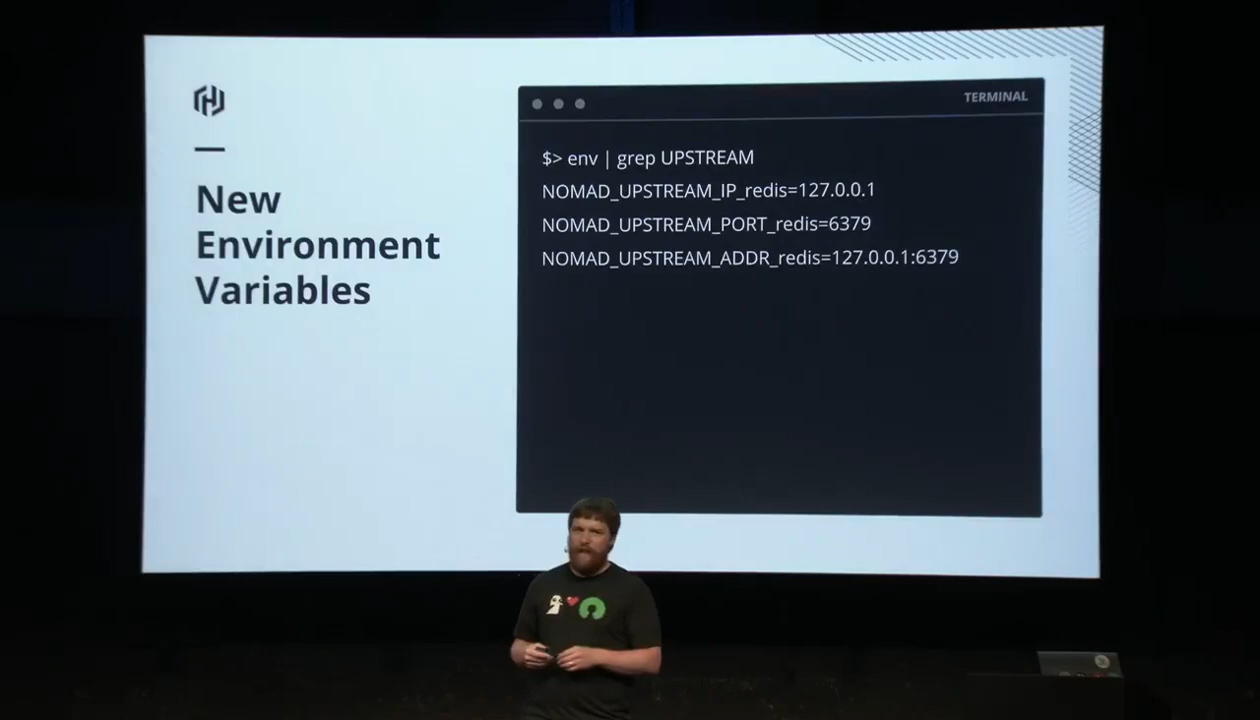 New
Environment
Variables
TERMINAL
$> env | grep UPSTREAM
NOMAD_UPSTREAM_IP_redis=127.0.0.1
NOMAD_UPSTREAM_PORT_redis=6379
NOMAD_UPSTREAM_ADDR_redis=127.0.0.1:6379